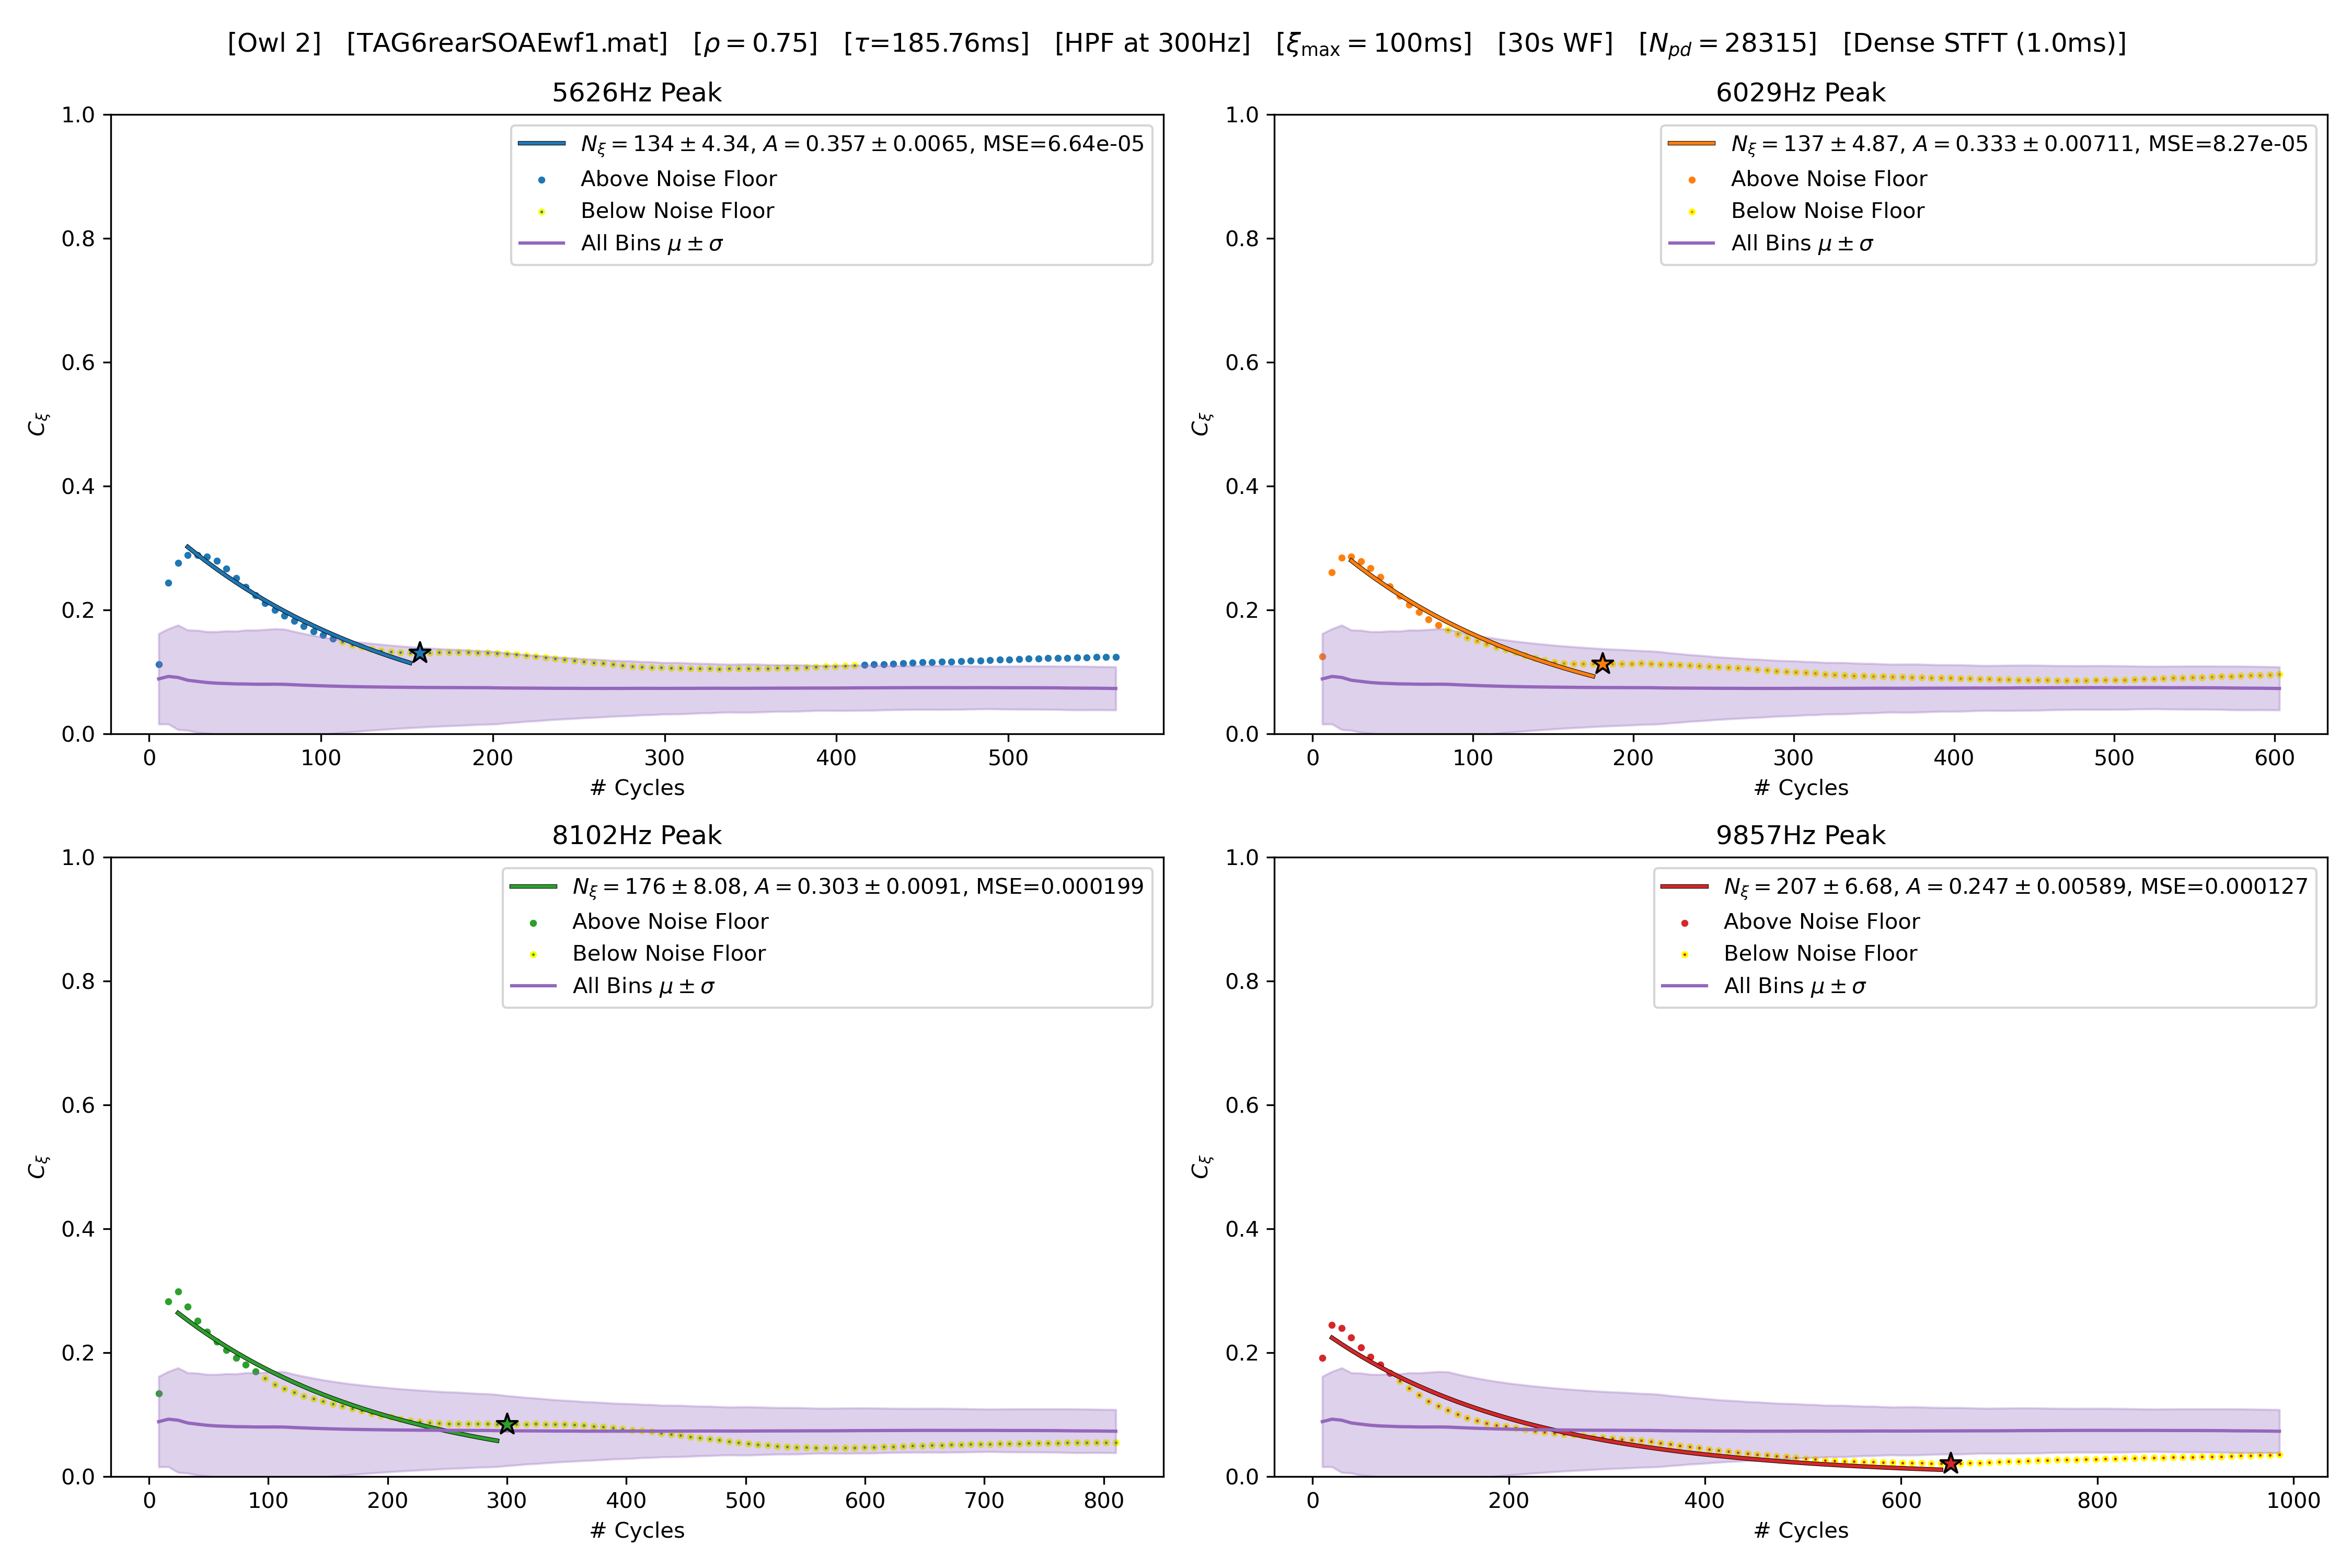 [Owl 2] [TAG6rearSOAEwf1.mat] [ρ = 0.75] [τ=185.76ms] [HPF at 300Hz] [ξmax = 100ms] [30s WF] [Npd = 28315] [Dense STFT (1.0ms)]
5626Hz Peak
Nξ = 134 ± 4.34, A = 0.357 ± 0.0065, MSE=6.64e-05
Above Noise Floor
Below Noise Floor
All Bins μ ± σ
1.0
0.8
0.6
0.4
0.2
0.0
Cξ
0 100 200 300 400 500
# Cycles
6029Hz Peak
Nξ = 137 ± 4.87, A = 0.333 ± 0.00711, MSE=8.27e-05
Above Noise Floor
Below Noise Floor
All Bins μ ± σ
1.0
0.8
0.6
0.4
0.2
0.0
Cξ
0 100 200 300 400 500 600
# Cycles
8102Hz Peak
Nξ = 176 ± 8.08, A = 0.303 ± 0.0091, MSE=0.000199
Above Noise Floor
Below Noise Floor
All Bins μ ± σ
1.0
0.8
0.6
0.4
0.2
0.0
Cξ
0 100 200 300 400 500 600 700 800
# Cycles
9857Hz Peak
Nξ = 207 ± 6.68, A = 0.247 ± 0.00589, MSE=0.000127
Above Noise Floor
Below Noise Floor
All Bins μ ± σ
1.0
0.8
0.6
0.4
0.2
0.0
Cξ
0 200 400 600 800 1000
# Cycles